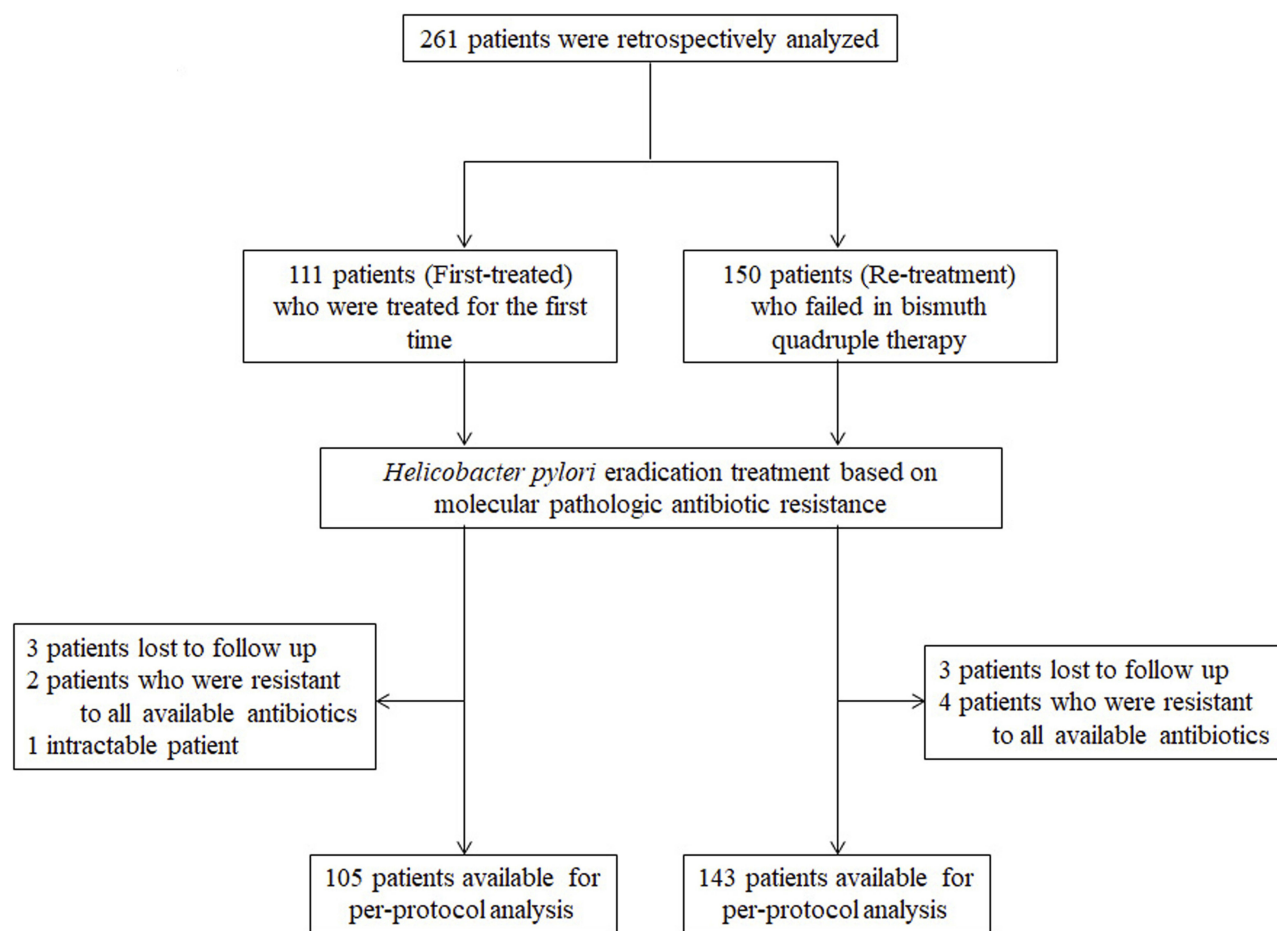 261 patients were retrospectively analyzed
111 patients (First-treated)
who were treated for the first
time
150 patients (Re-treatment)
who failed in bismuth
quadruple therapy
Helicobacter pylori eradication treatment based on
molecular pathologic antibiotic resistance
3 patients lost to follow up
2 patients who were resistant
to all available antibiotics
1 intractable patient
3 patients lost to follow up
4 patients who were resistant
to all available antibiotics
105 patients available for
per-protocol analysis
143 patients available for
per-protocol analysis